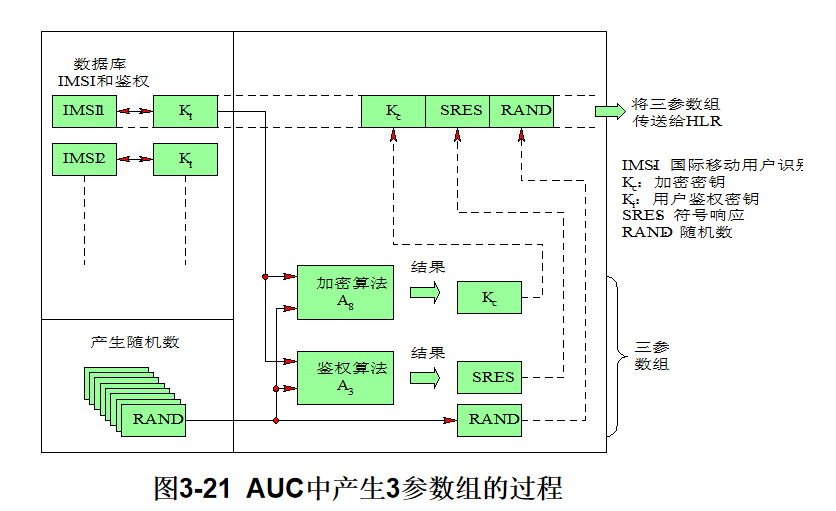 数据库
IMSI和鉴权
IMSI1
Ki
IMSI2
Ki
Kc
SRES
RAND
将三参数组
传送给HLR
IMSI: 国际移动用户识别
Kc: 加密密钥
Ki: 用户鉴权密钥
SRES: 符号响应
RAND: 随机数
加密算法
A8
结果
Kc
产生随机数
RAND
鉴权算法
A3
结果
SRES
RAND
三参
数组
图3-21 AUC中产生3参数组的过程